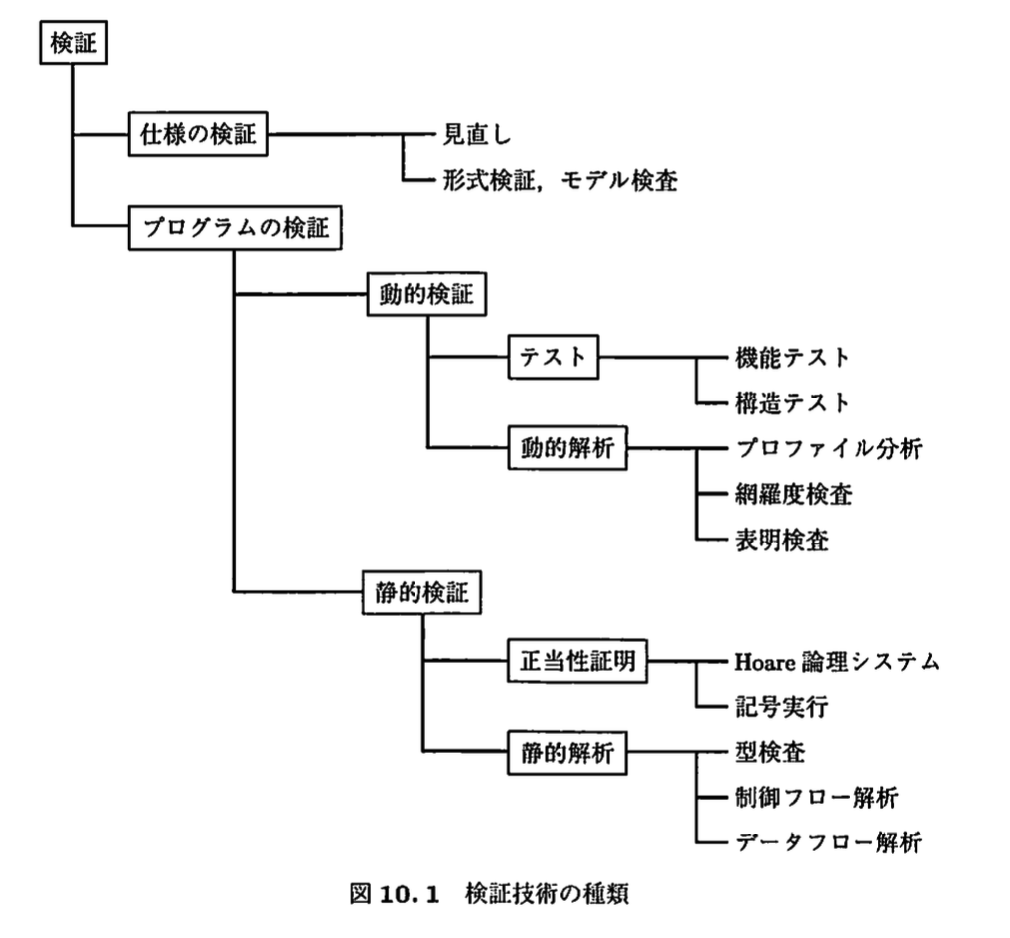 検証
仕様の検証
見直し
形式検証，モデル検査
プログラムの検証
動的検証
テスト
機能テスト
構造テスト
動的解析
プロファイル分析
網羅度検査
表明検査
静的検証
正当性証明
Hoare 論理システム
記号実行
静的解析
型検査
制御フロー解析
データフロー解析
図 10.1　検証技術の種類